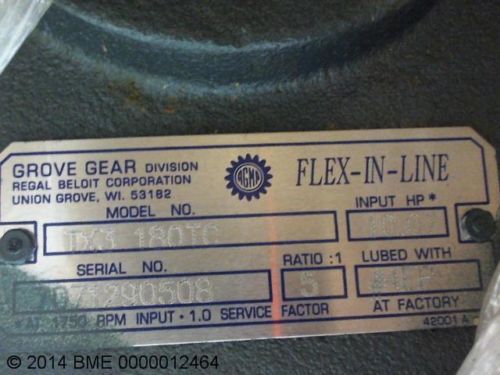 GROVE GEAR DIVISION
REGAL BELOIT CORPORATION
UNION GROVE, WI. 53182
AGMA
FLEX-IN-LINE
MODEL NO.
INPUT HP*
180TC
SERIAL NO.
RATIO :1
LUBED WITH
071290508
5
AT FACTORY
AT 1750 RPM INPUT • 1.0 SERVICE FACTOR
42001
© 2014 BME 0000012464